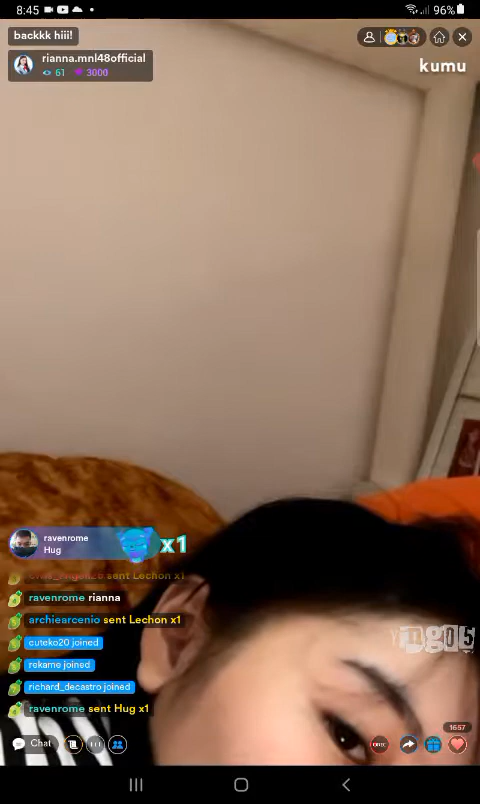 8:45
96%
backkk hiii!
rianna.mnl48official
61 3000
kumu
ravenrome
Hug
x1
sent Lechon x1
ravenrome rianna
archiearcenio sent Lechon x1
cuteko20 joined
rekame joined
richard_decastro joined
ravenrome sent Hug x1
1657
Chat